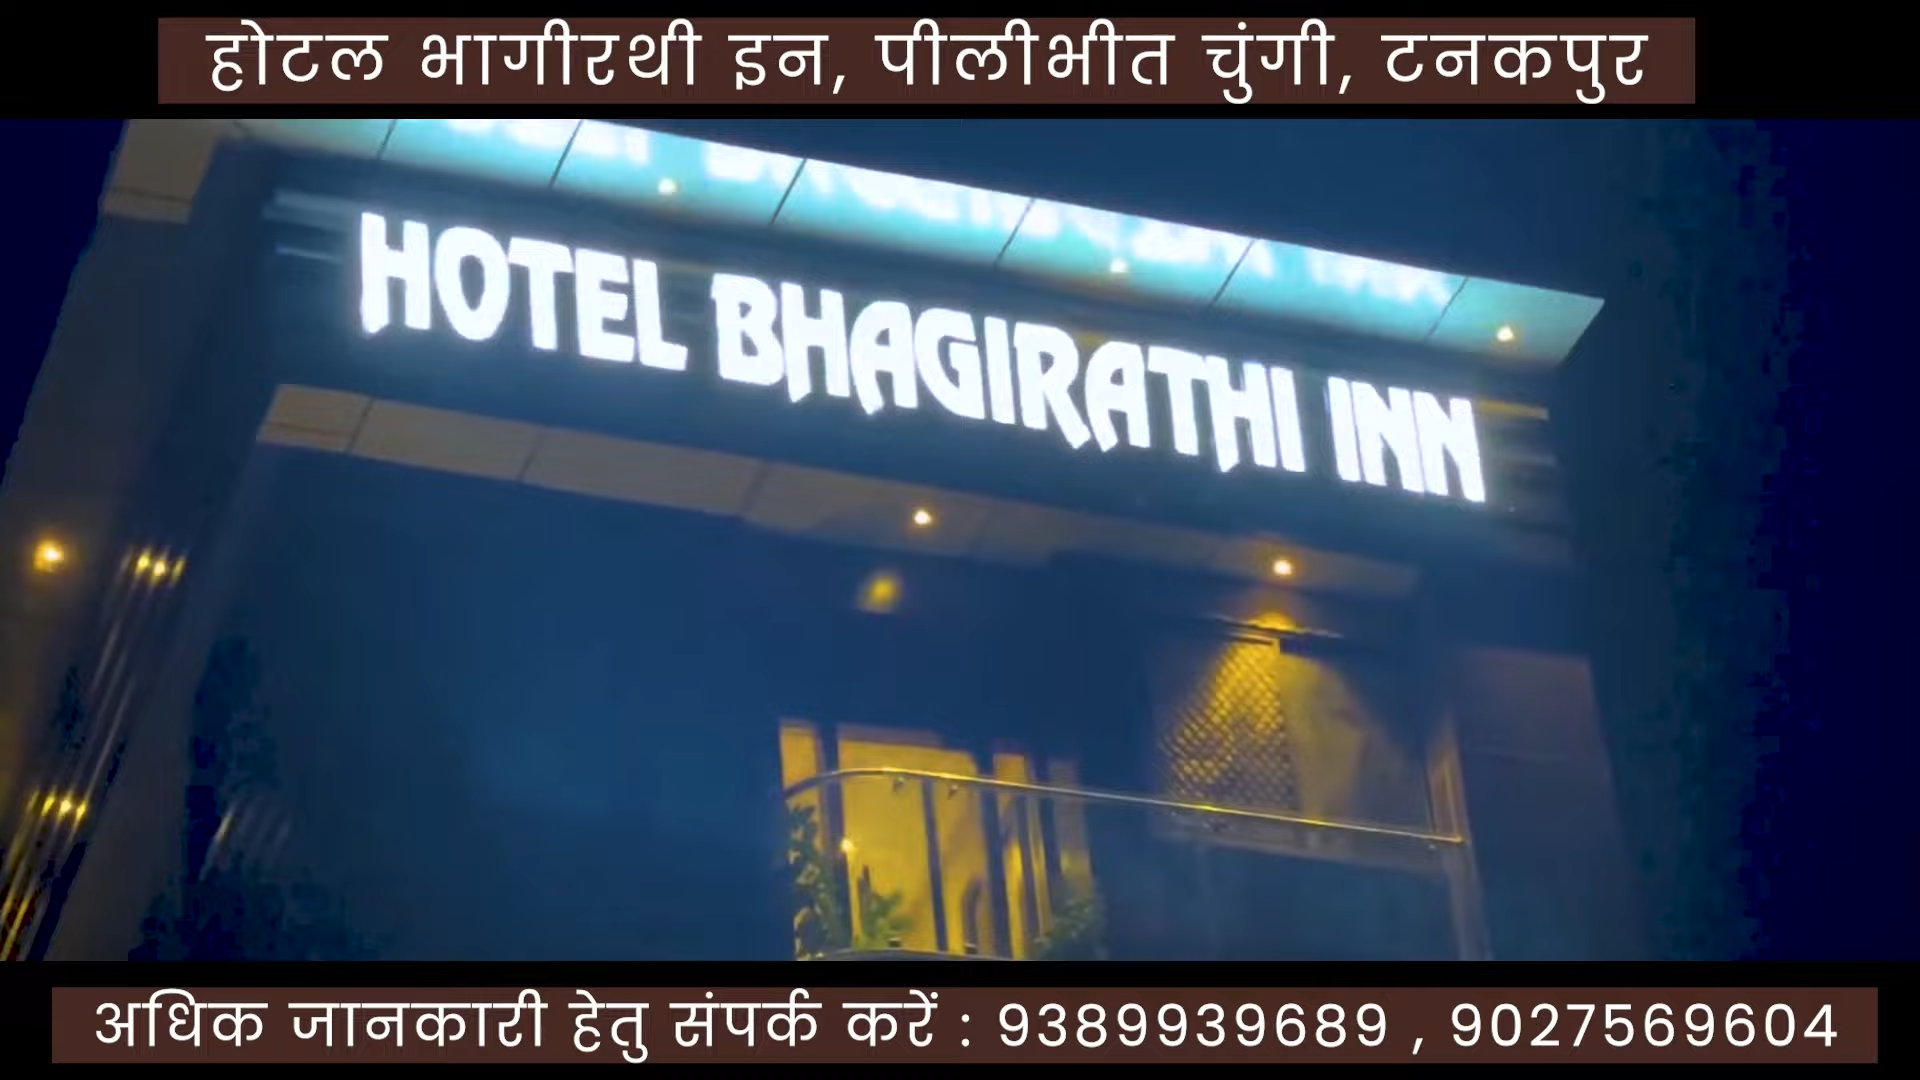 होटल भागीरथी इन, पीलीभीत चुंगी, टनकपुर
HOTEL BHAGIRATHI INN
अधिक जानकारी हेतु संपर्क करें : 9389939689 , 9027569604